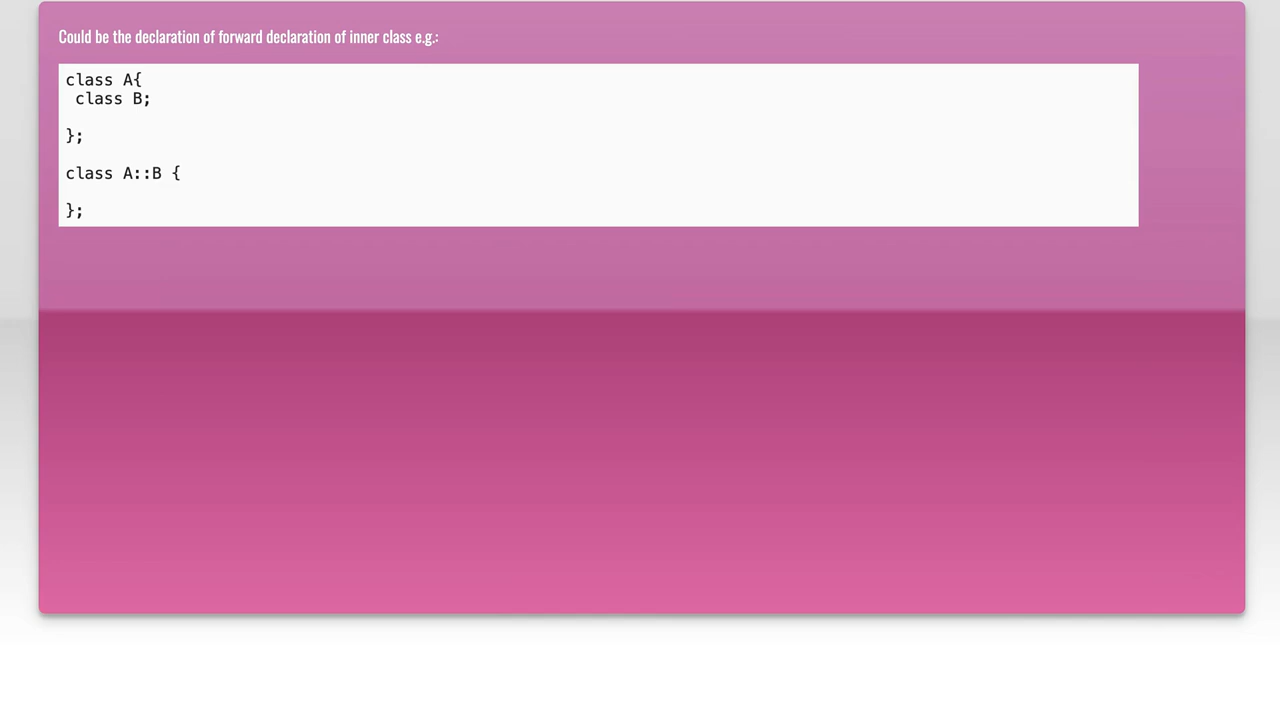 Could be the declaration of forward declaration of inner class e.g.:
class A{
 class B;
};
class A::B {
};